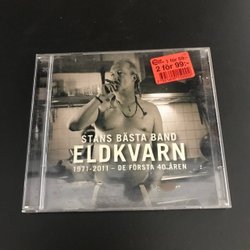 2 för 99:-
STANS BÄSTA BAND
ELDKVARN
1971-2011 – DE FÖRSTA 40 ÅREN